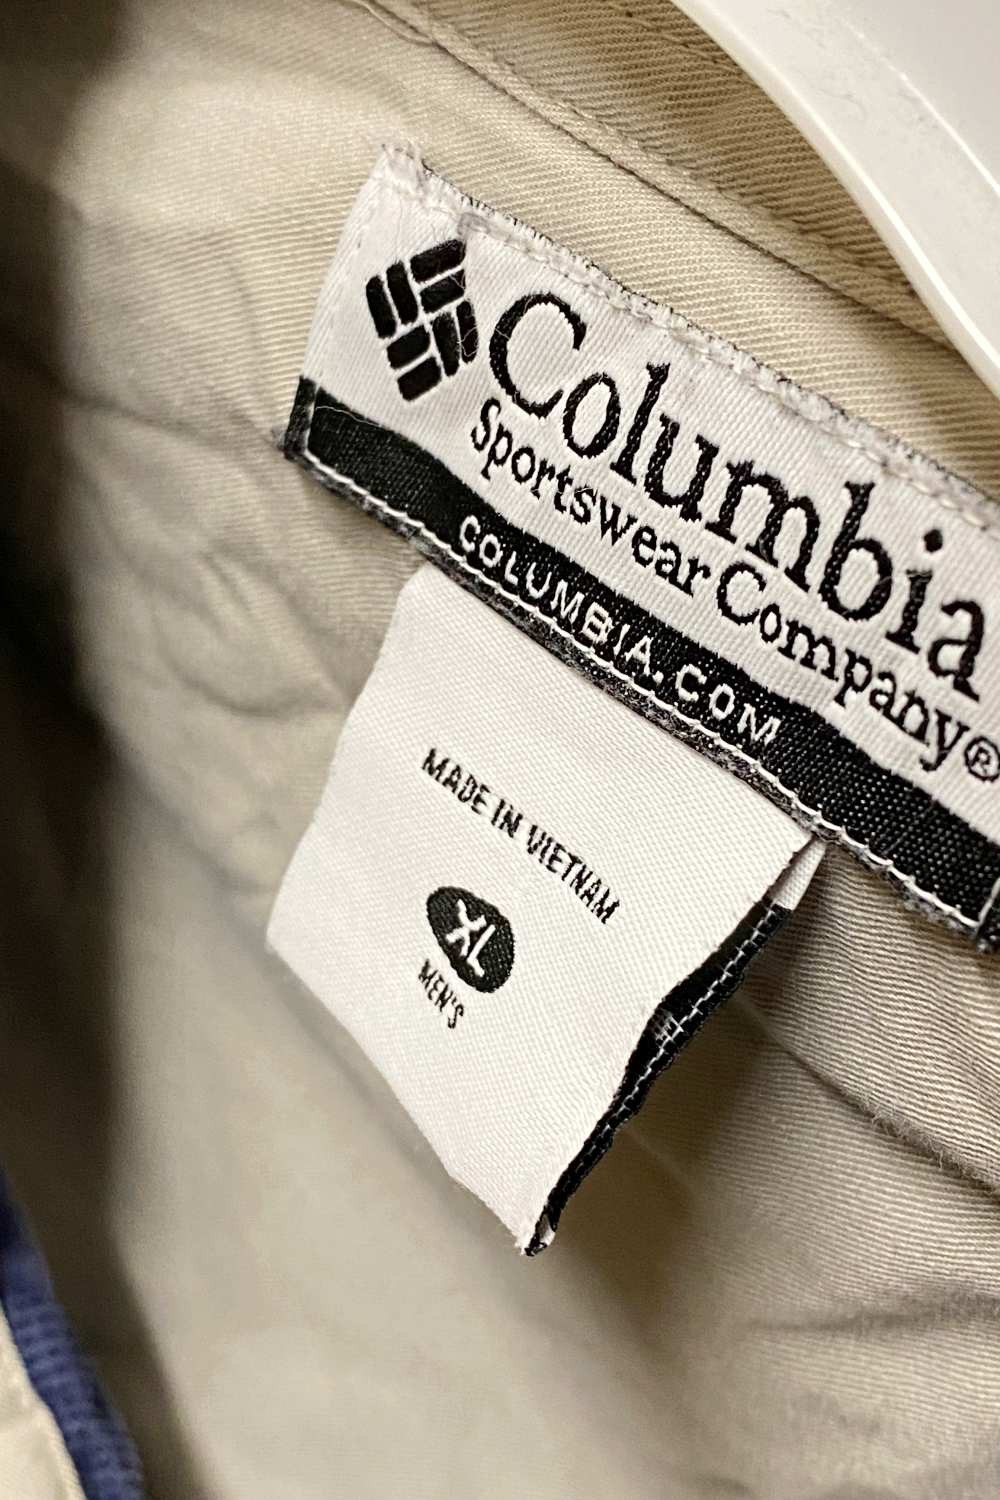 Columbia
Sportswear Company®
COLUMBIA.COM
MADE IN VIETNAM
XL
MEN'S